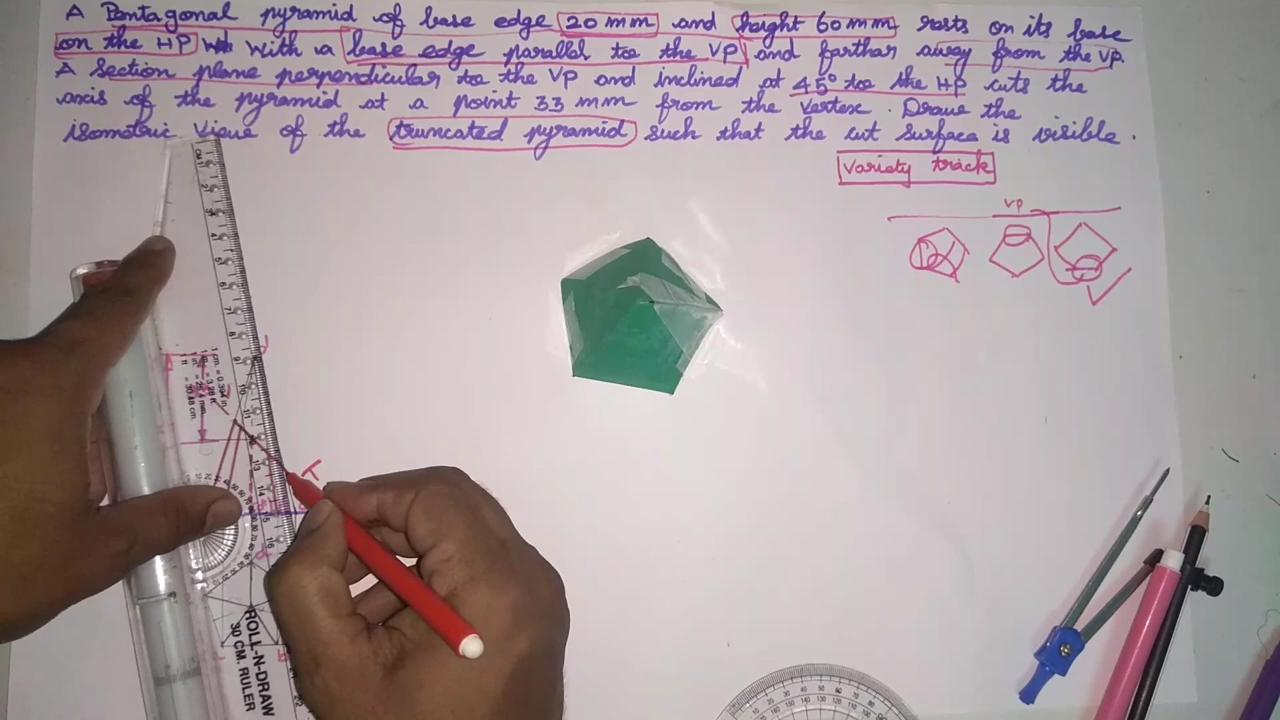 A Pentagonal pyramid of base edge 20 mm and height 60 mm rests on its base
on the HP with a base edge parallel to the VP and farther away from the VP.
A section plane perpendicular to the VP and inclined at 45° to the HP cuts the
axis of the pyramid at a point 33 mm from the vertex. Draw the
isometric view of the truncated pyramid such that the cut surface is visible.
Variety track
VP
ROLL-N-DRAW
30 CM. RULER